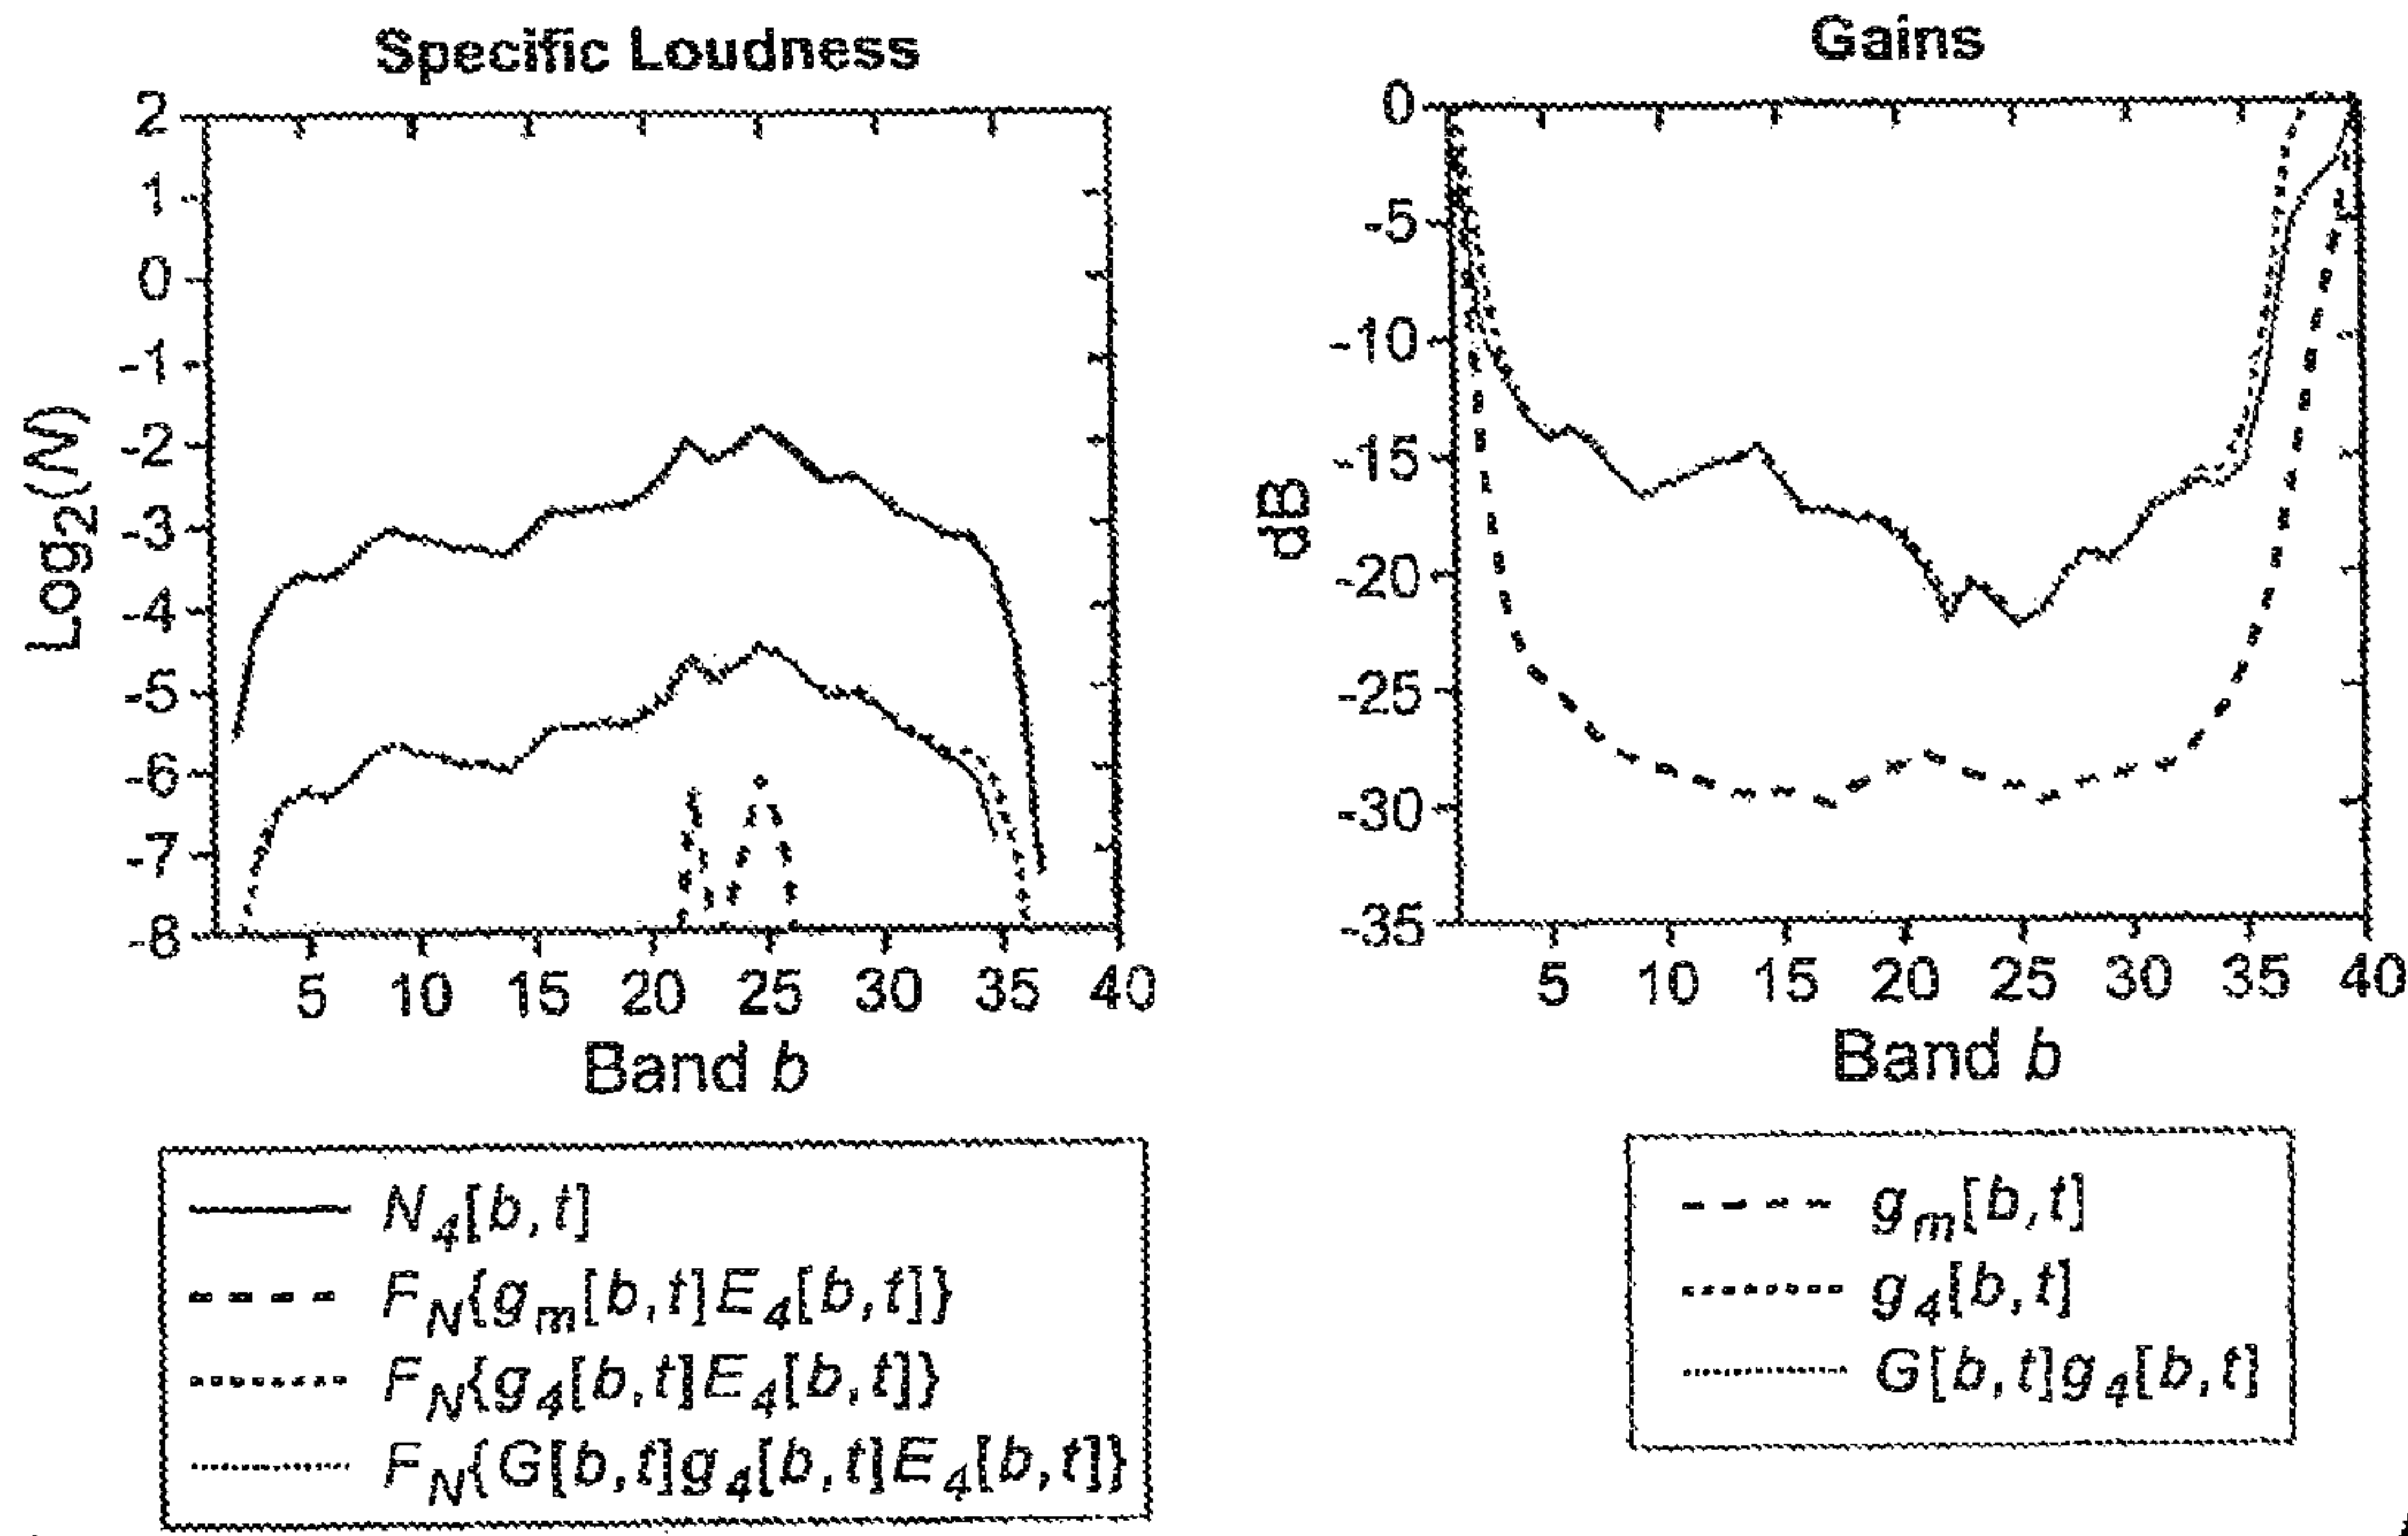 Specific Loudness
2
1
0
-1
-2
-3
-4
-5
-6
-7
-8
Log2(N)
5 10 15 20 25 30 35 40
Band b
N4[b,t]
FN{gm[b,t]E4[b,t]}
FN{g4[b,t]E4[b,t]}
FN{G[b,t]g4[b,t]E4[b,t]}
Gains
0
-5
-10
-15
-20
-25
-30
-35
dB
5 10 15 20 25 30 35 40
Band b
gm[b,t]
g4[b,t]
G[b,t]g4[b,t]